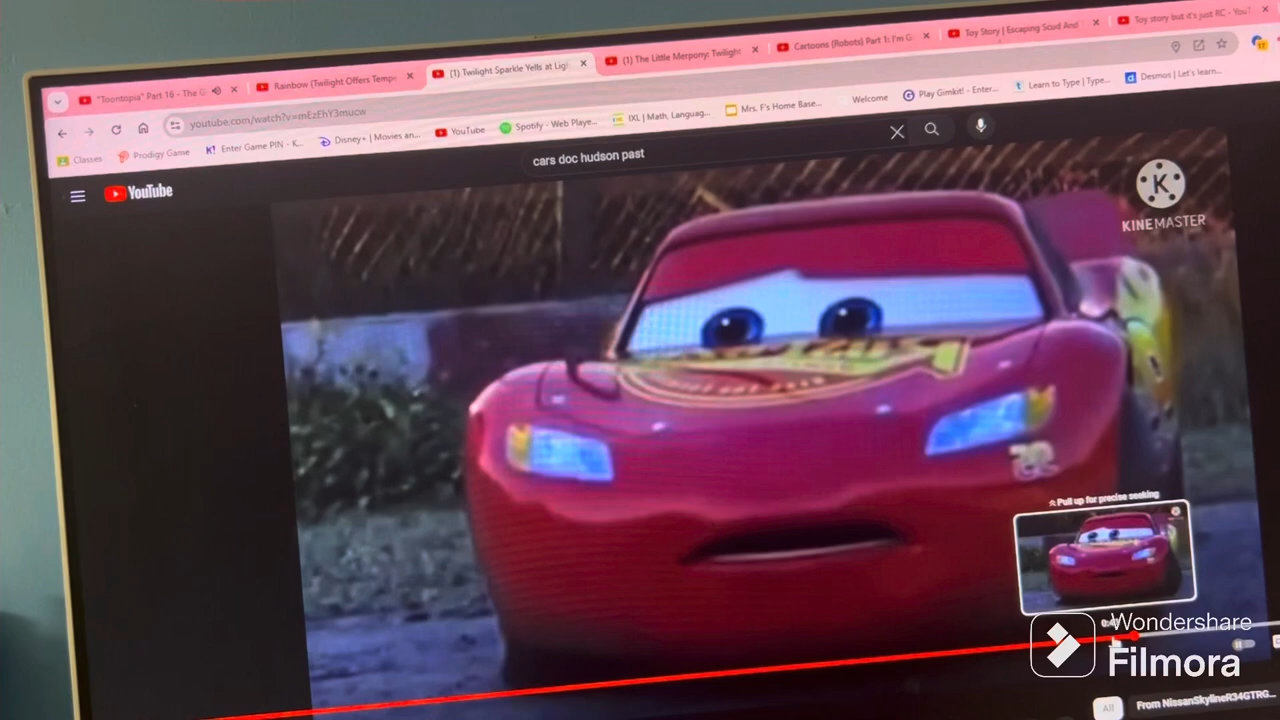 "Toontopia" Part 16 - The G
Rainbow (Twilight Offers Temp
(1) Twilight Sparkle Yells at Ligh
(1) The Little Merpony: Twilight
Cartoons (Robots) Part 1: I'm G
Toy Story | Escaping Scud And
Toy story but it's just RC - You
youtube.com/watch?v=mEzEhY3mucw
Classes
Prodigy Game
K! Enter Game PIN - K...
Disney+ | Movies an...
YouTube
Spotify - Web Playe...
IXL | Math, Languag...
Mrs. F's Home Base...
Welcome
Play Gimkit! - Enter...
Learn to Type | Type...
Desmos | Let's learn...
YouTube
cars doc hudson past
K
KINEMASTER
Pull up for precise seeking
Wondershare
Filmora
All
From NissanSkylineR34GTRG...